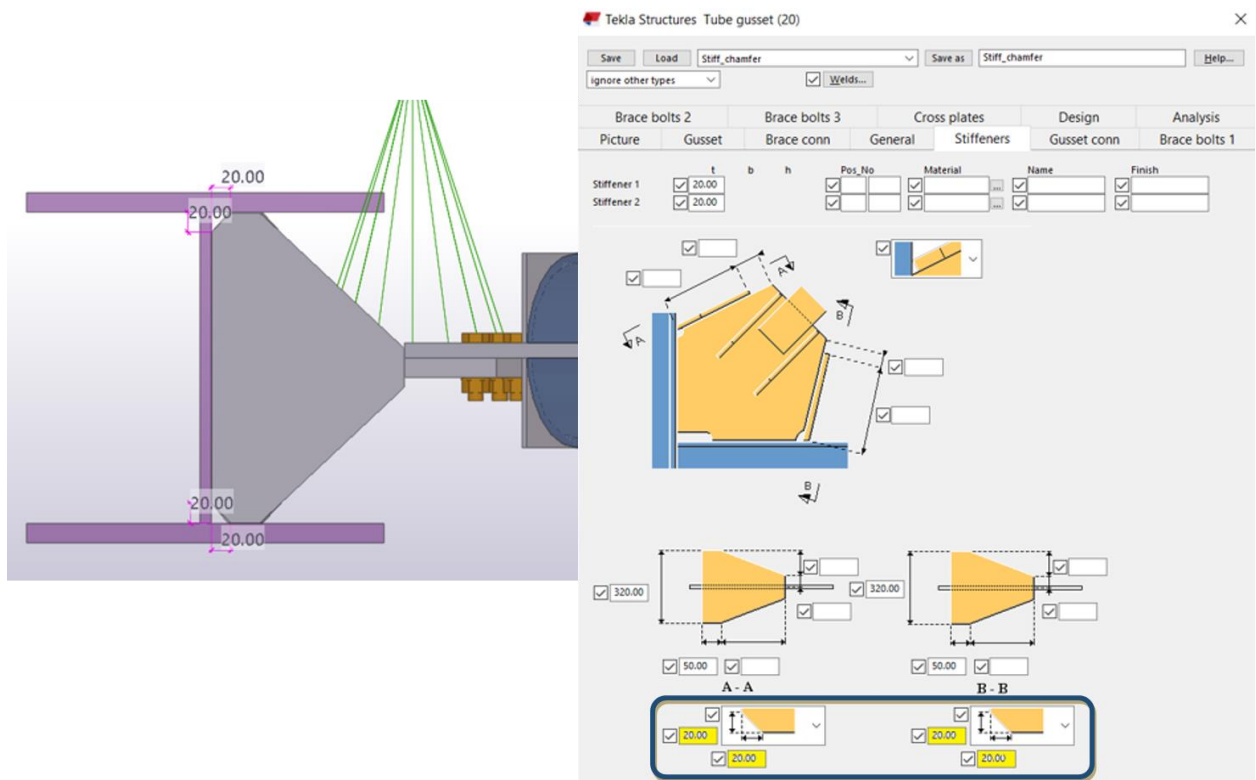 Tekla Structures Tube gusset (20)
Save Load Stiff_chamfer Save as Stiff_chamfer Help...
ignore other types Welds...
Brace bolts 2 Brace bolts 3 Cross plates Design Analysis
Picture Gusset Brace conn General Stiffeners Gusset conn Brace bolts 1
t b h Pos_No Material Name Finish
Stiffener 1 20.00 ...
Stiffener 2 20.00 ...
20.00
20.00
20.00
20.00
A
A
B
B
320.00 320.00
50.00 50.00
A - A B - B
20.00 20.00
20.00 20.00